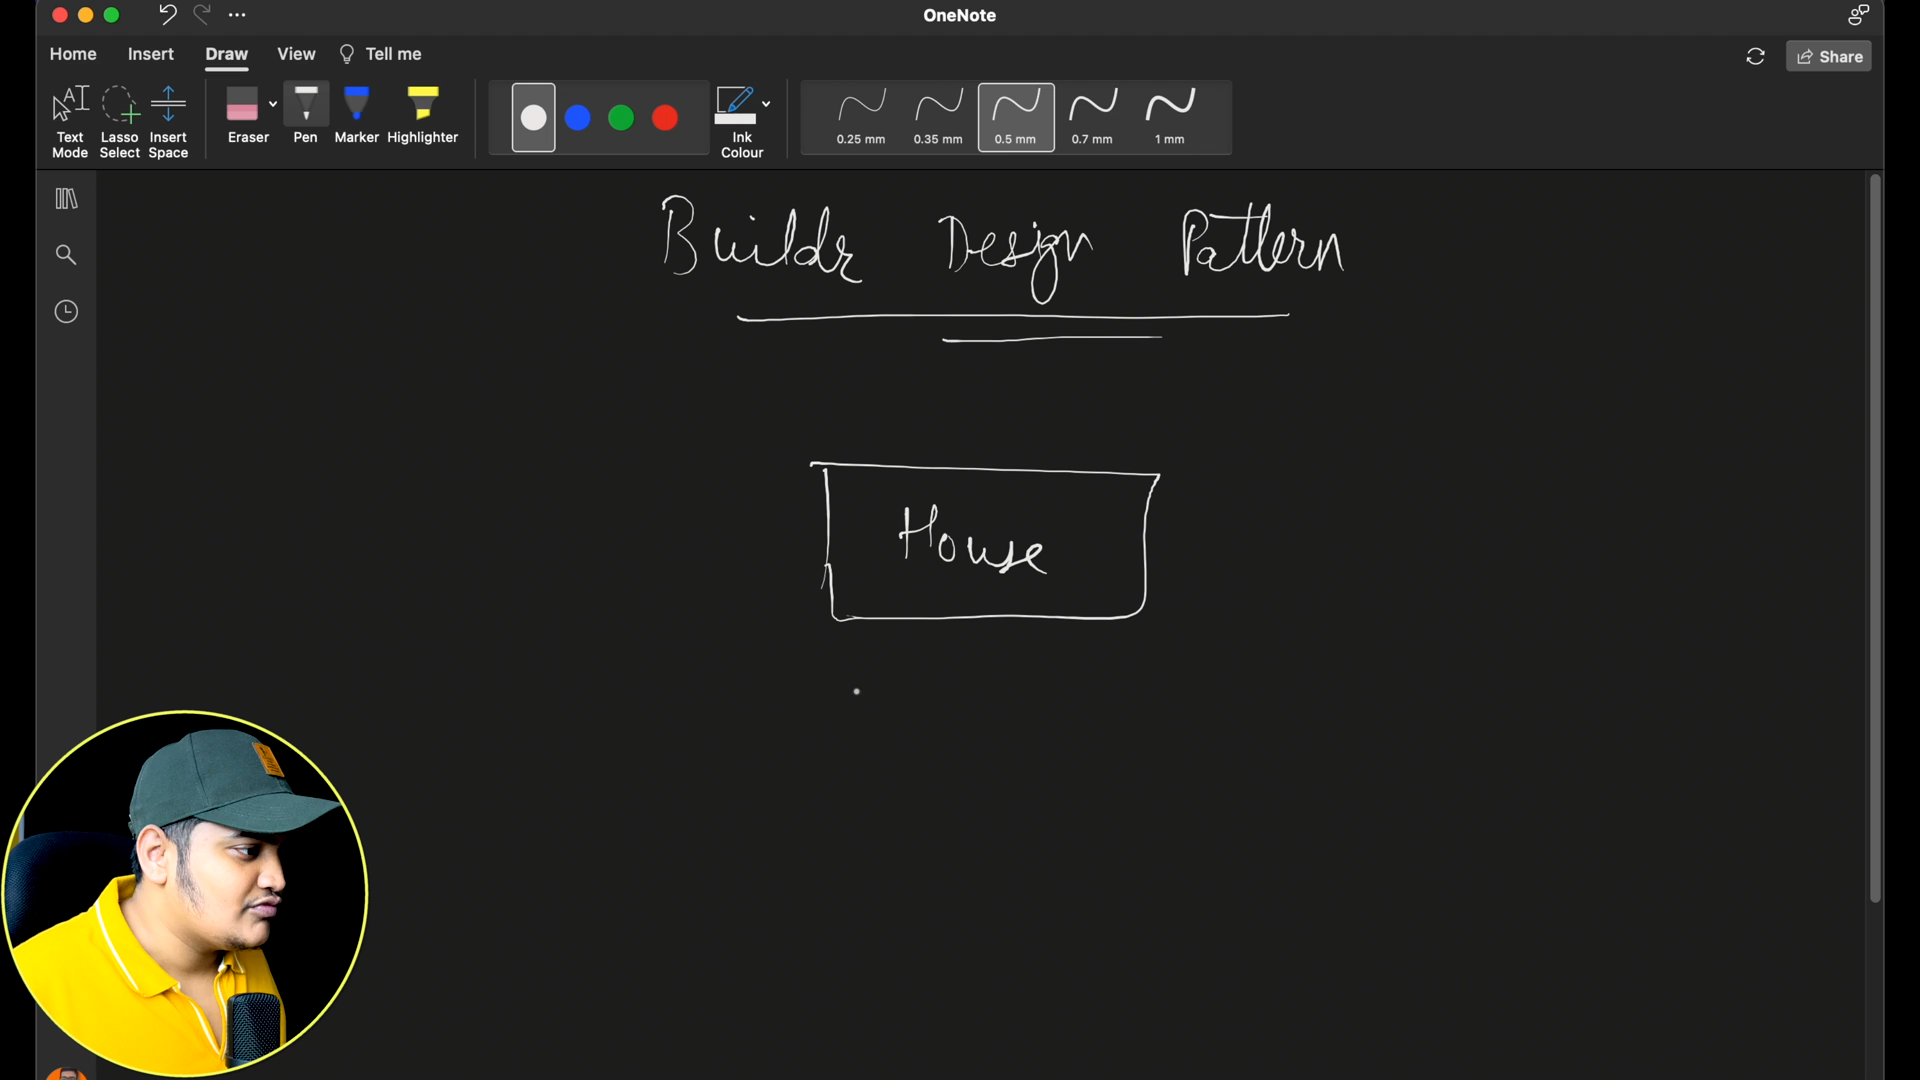 OneNote
Home Insert Draw View Tell me
Share
Text Mode
Lasso Select
Insert Space
Eraser
Pen
Marker
Highlighter
Ink Colour
0.25 mm
0.35 mm
0.5 mm
0.7 mm
1 mm
Buildr Design Pattern
House